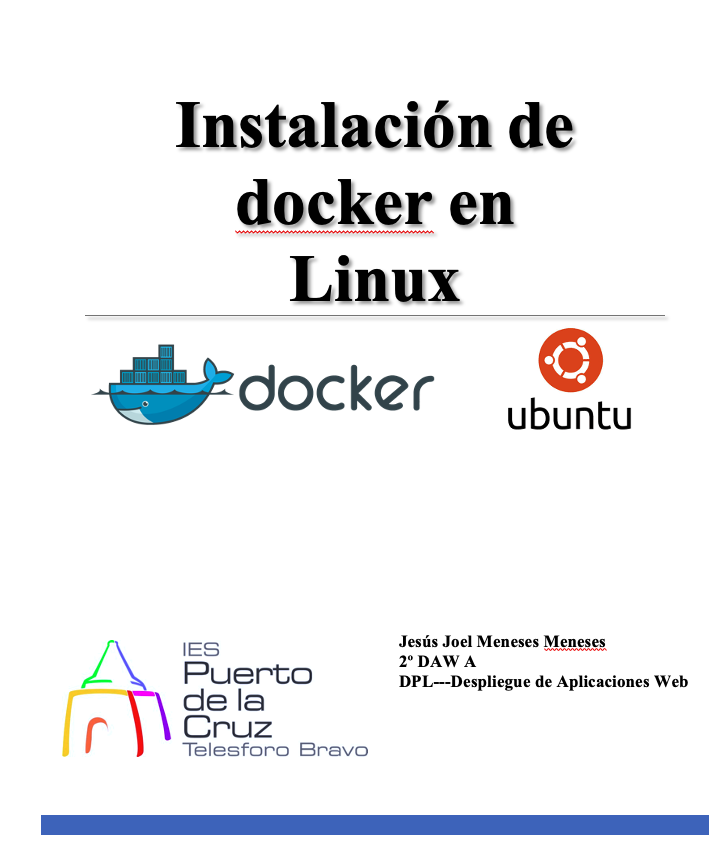 Instalación de
docker en
Linux
docker
ubuntu
IES
Puerto
de la
Cruz
Telesforo Bravo
Jesús Joel Meneses Meneses
2º DAW A
DPL---Despliegue de Aplicaciones Web